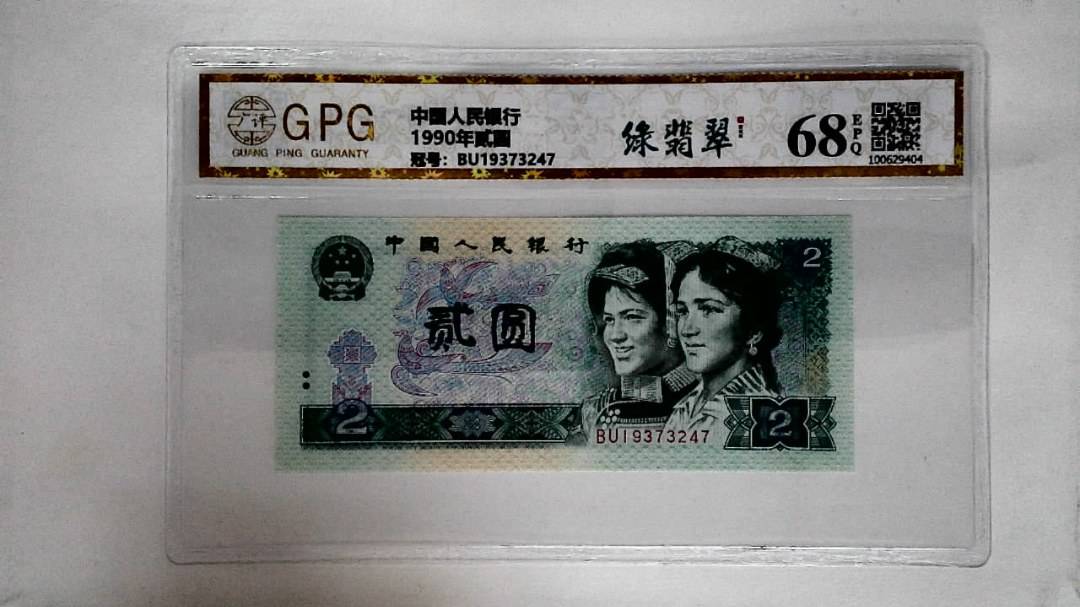 广评
GPG
GUANG PING GUARANTY
中国人民银行
1990年贰圆
冠号: BU19373247
绿翡翠
68
EPQ
100629404
中国人民银行
2
贰圆
2
BU19373247
2